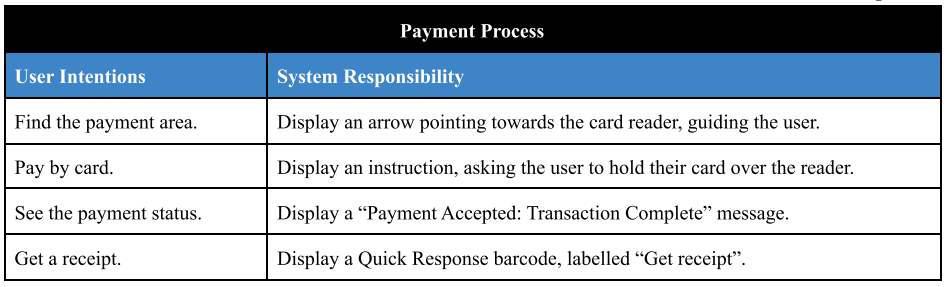 Payment Process
User Intentions System Responsibility
Find the payment area. Display an arrow pointing towards the card reader, guiding the user.
Pay by card. Display an instruction, asking the user to hold their card over the reader.
See the payment status. Display a “Payment Accepted: Transaction Complete” message.
Get a receipt. Display a Quick Response barcode, labelled “Get receipt”.